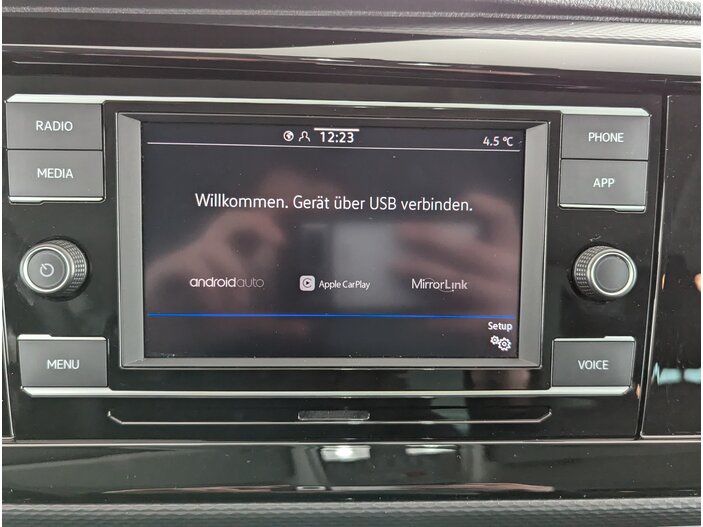 RADIO
MEDIA
12:23
4.5 °C
PHONE
APP
Willkommen. Gerät über USB verbinden.
androidauto
Apple CarPlay
MirrorLink
Setup
MENU
VOICE